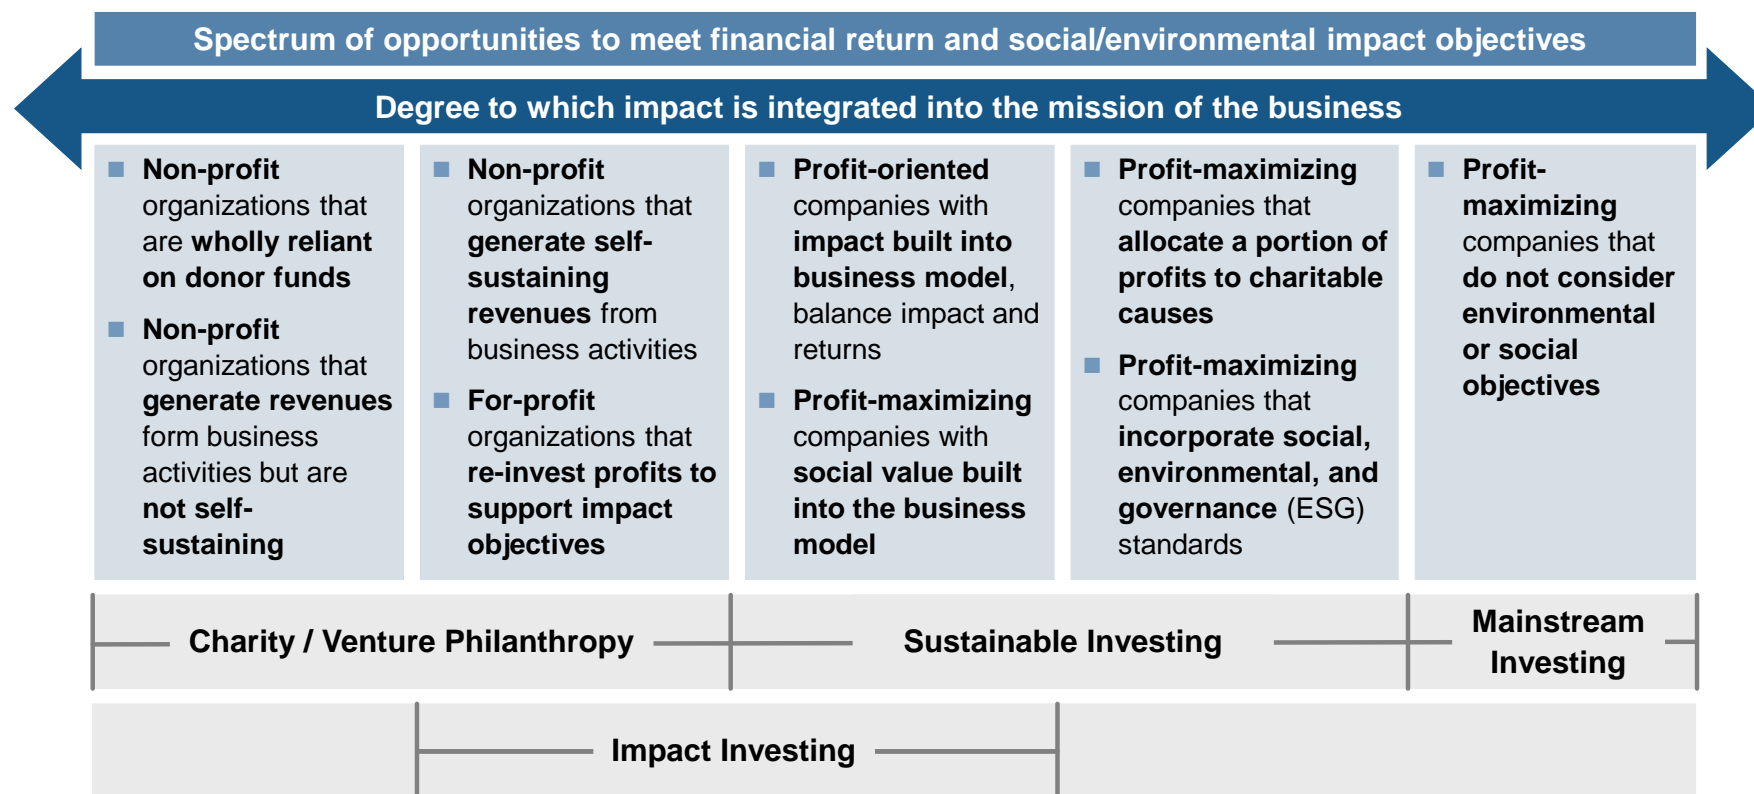 Spectrum of opportunities to meet financial return and social/environmental impact objectives
Degree to which impact is integrated into the mission of the business
Non-profit
organizations that
are wholly reliant
on donor funds
Non-profit
organizations that
generate revenues
form business
activities but are
not self-
sustaining
Non-profit
organizations that
generate self-
sustaining
revenues from
business activities
For-profit
organizations that
re-invest profits to
support impact
objectives
Profit-oriented
companies with
impact built into
business model,
balance impact and
returns
Profit-maximizing
companies with
social value built
into the business
model
Profit-maximizing
companies that
allocate a portion of
profits to charitable
causes
Profit-maximizing
companies that
incorporate social,
environmental, and
governance (ESG)
standards
Profit-
maximizing
companies that
do not consider
environmental
or social
objectives
Charity / Venture Philanthropy
Sustainable Investing
Mainstream
Investing
Impact Investing